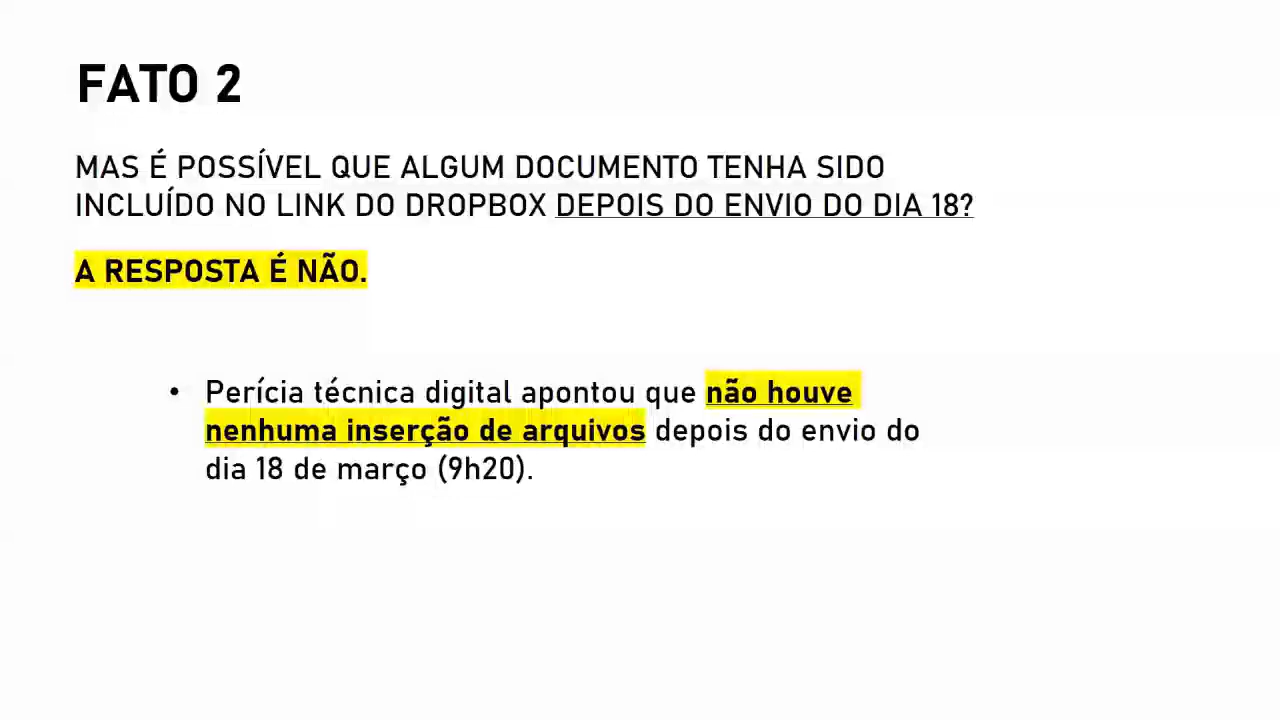 FATO 2
MAS É POSSÍVEL QUE ALGUM DOCUMENTO TENHA SIDO
INCLUÍDO NO LINK DO DROPBOX DEPOIS DO ENVIO DO DIA 18?
A RESPOSTA É NÃO.
• Perícia técnica digital apontou que não houve
nenhuma inserção de arquivos depois do envio do
dia 18 de março (9h20).